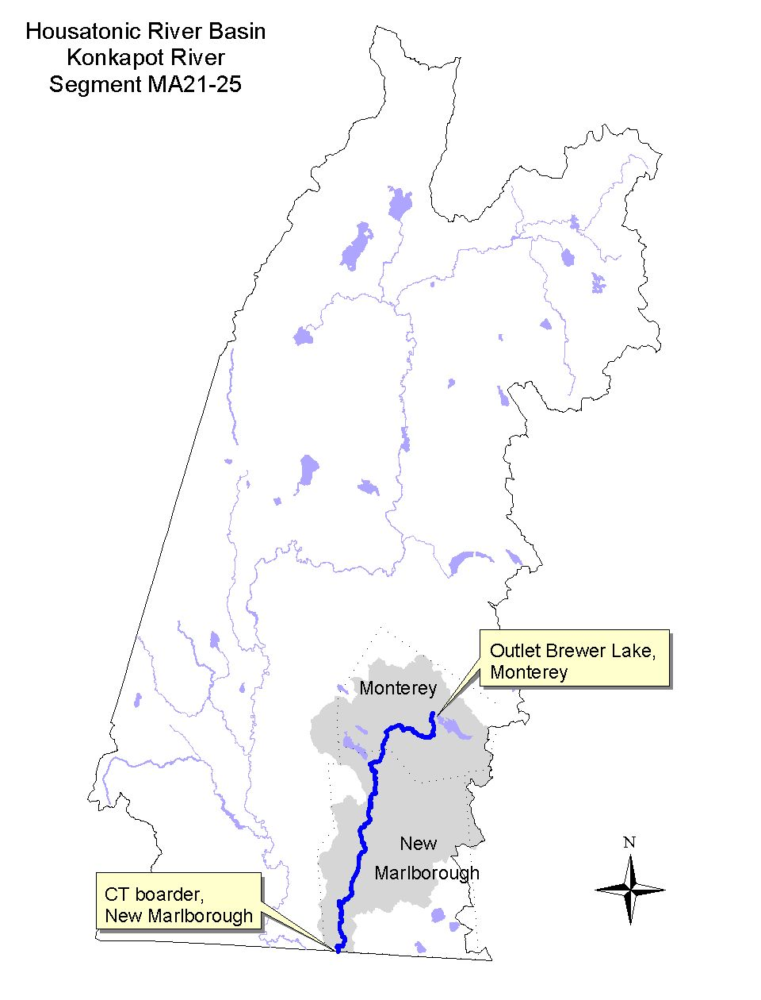 Housatonic River Basin
Konkapot River
Segment MA21-25
Outlet Brewer Lake,
Monterey
Monterey
New
Marlborough
N
CT boarder,
New Marlborough